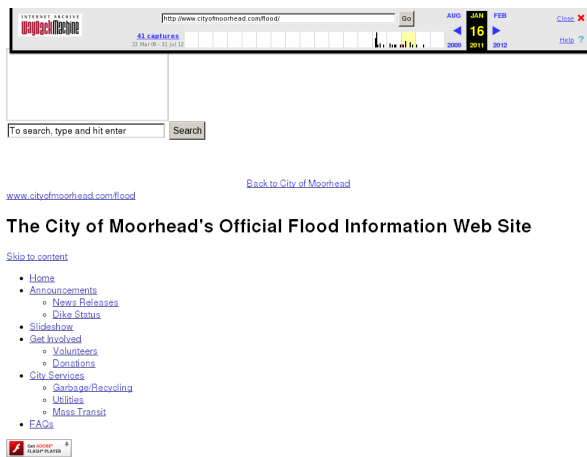 INTERNET ARCHIVE
WayBackMachine
http://www.cityofmoorhead.com/flood/
Go
AUG JAN FEB
Close
41 captures
16
22 Mar 09 - 31 Jul 12
2009 2011 2012
Help ?
To search, type and hit enter
Search
Back to City of Moorhead
www.cityofmoorhead.com/flood
The City of Moorhead's Official Flood Information Web Site
Skip to content
Home
Announcements
News Releases
Dike Status
Slideshow
Get Involved
Volunteers
Donations
City Services
Garbage/Recycling
Utilities
Mass Transit
FAQs
Get ADOBE®
FLASH® PLAYER